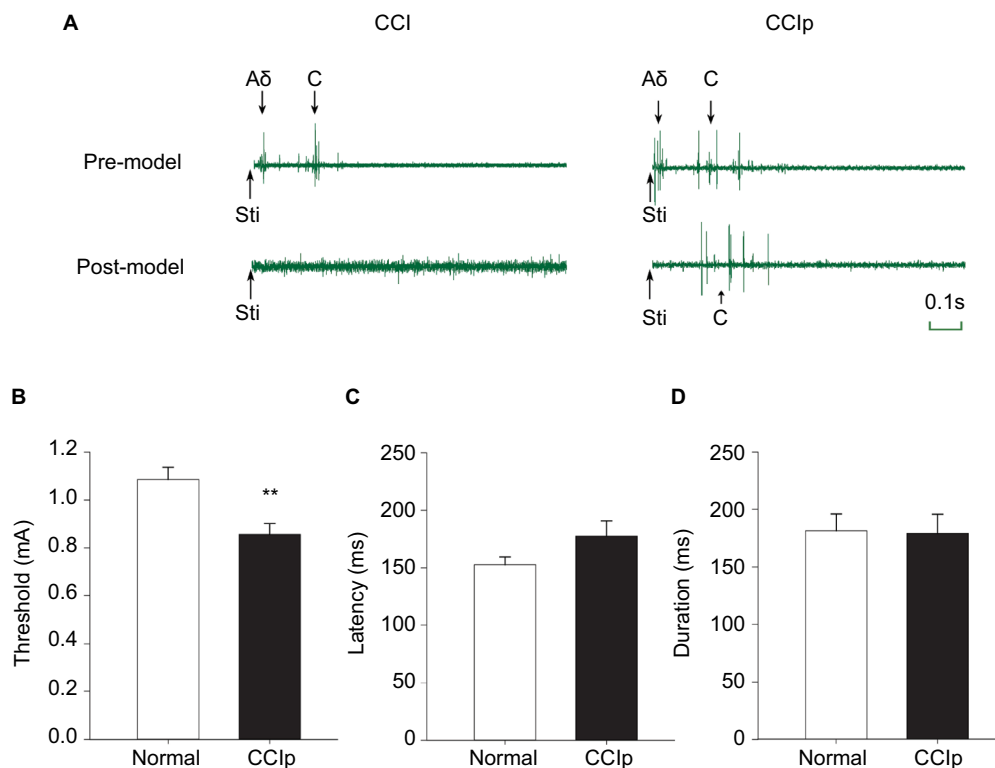 A
CCI
CCIp
Aδ
C
Aδ
C
Pre-model
Sti
Sti
Post-model
Sti
Sti
C
0.1s
B
C
D
Threshold (mA)
1.2
1.0
0.8
0.6
0.4
0.2
0.0
**
Normal
CCIp
Latency (ms)
250
200
150
100
50
0
Normal
CCIp
Duration (ms)
250
200
150
100
50
0
Normal
CCIp